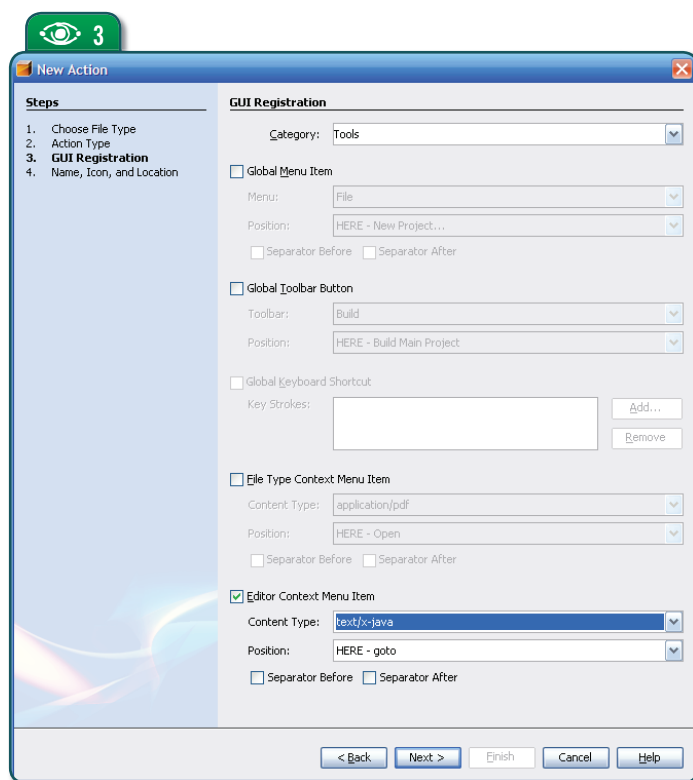 3
New Action
Steps
1. Choose File Type
2. Action Type
3. GUI Registration
4. Name, Icon, and Location
GUI Registration
Category: Tools
Global Menu Item
Menu: File
Position: HERE - New Project...
Separator Before Separator After
Global Toolbar Button
Toolbar: Build
Position: HERE - Build Main Project
Global Keyboard Shortcut
Key Strokes:
Add...
Remove
File Type Context Menu Item
Content Type: application/pdf
Position: HERE - Open
Separator Before Separator After
Editor Context Menu Item
Content Type: text/x-java
Position: HERE - goto
Separator Before Separator After
< Back Next > Finish Cancel Help